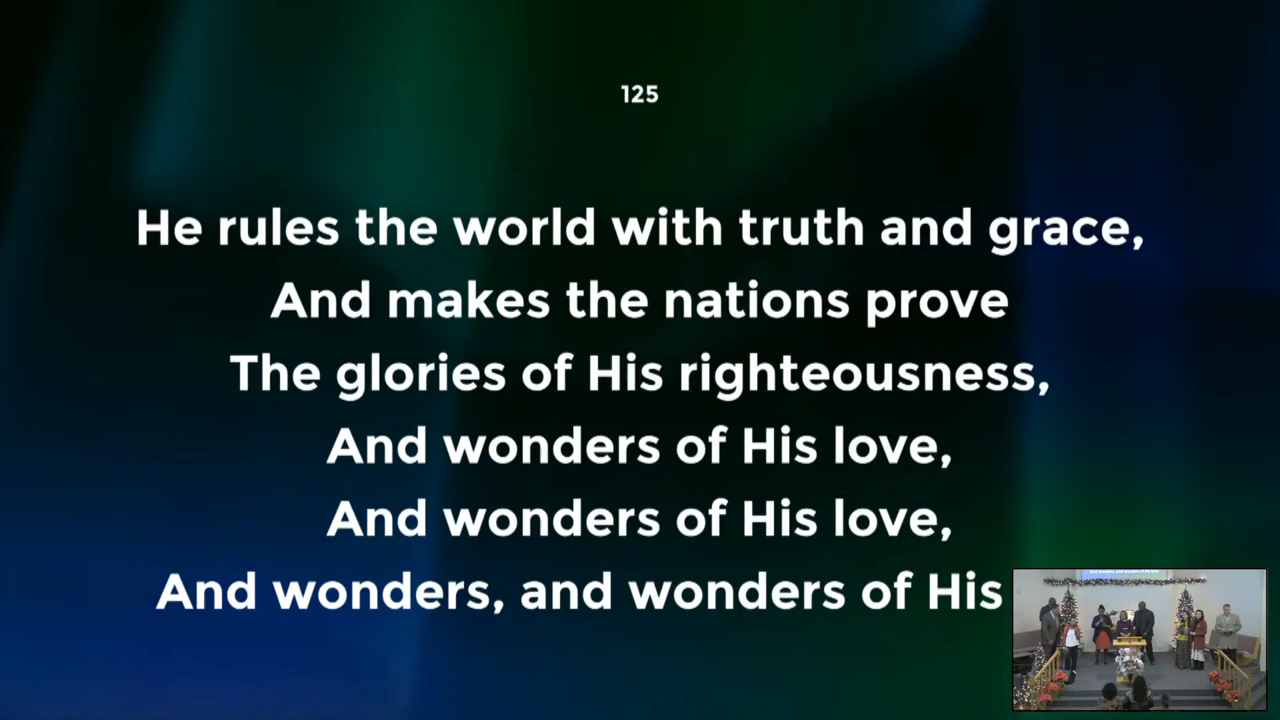 125
He rules the world with truth and grace,
And makes the nations prove
The glories of His righteousness,
And wonders of His love,
And wonders of His love,
And wonders, and wonders of His